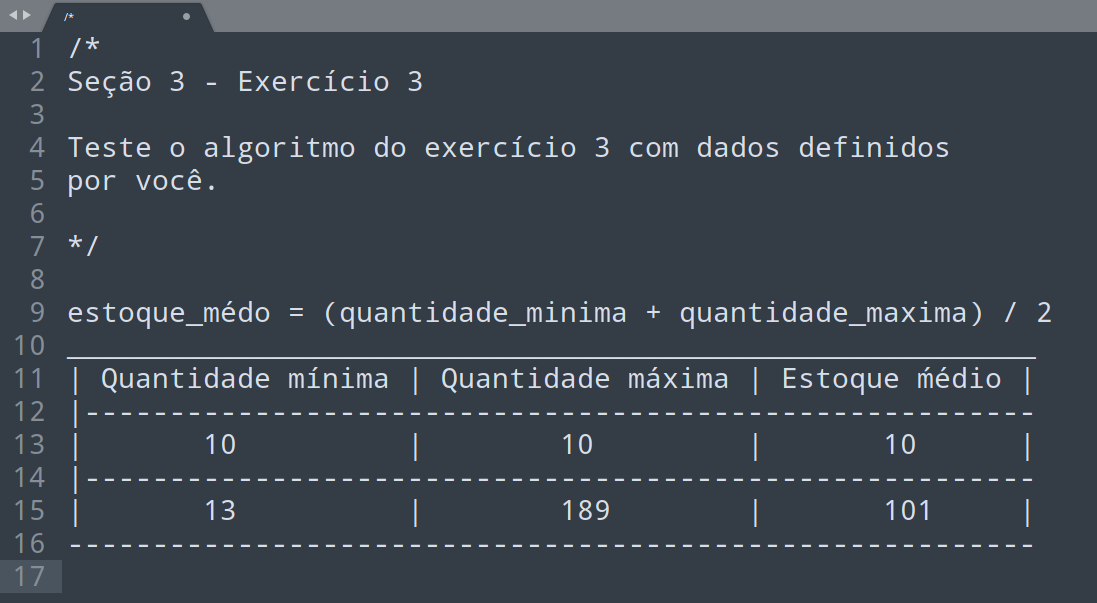 /*
1 /*
2 Seção 3 - Exercício 3
3
4 Teste o algoritmo do exercício 3 com dados definidos
5 por você.
6
7 */
8
9 estoque_médo = (quantidade_minima + quantidade_maxima) / 2
10 _________________________________________________________
11 | Quantidade mínima | Quantidade máxima | Estoque ḿédio |
12 |--------------------------------------------------------
13 | 10 | 10 | 10 |
14 |--------------------------------------------------------
15 | 13 | 189 | 101 |
16 ---------------------------------------------------------
17